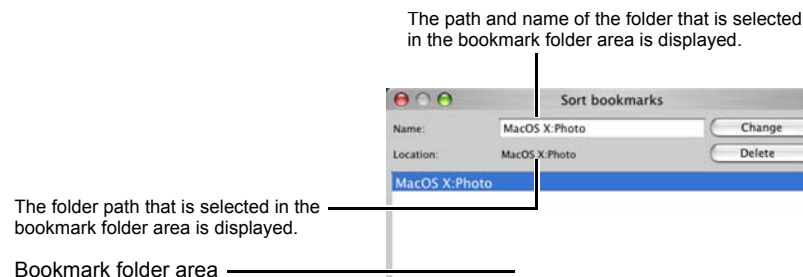 The path and name of the folder that is selected
in the bookmark folder area is displayed.
Sort bookmarks
Name:
MacOS X:Photo
Change
Location:
MacOS X:Photo
Delete
MacOS X:Photo
The folder path that is selected in the
bookmark folder area is displayed.
Bookmark folder area